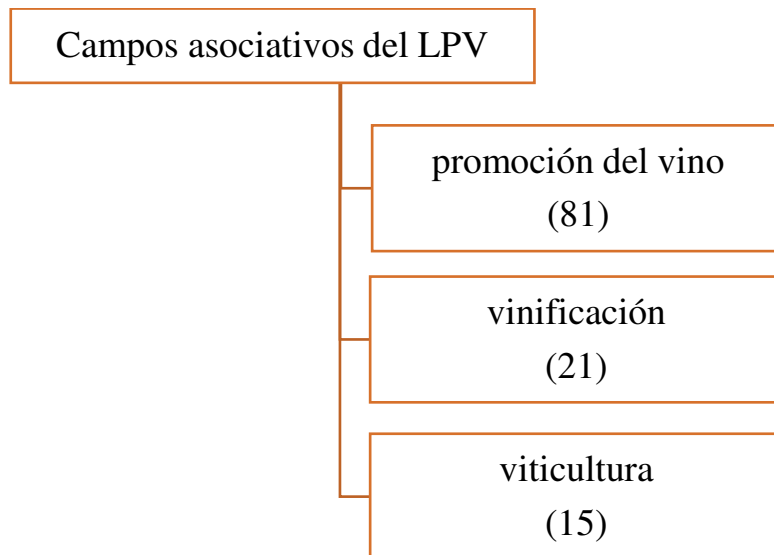 Campos asociativos del LPV
promoción del vino
(81)
vinificación
(21)
viticultura
(15)